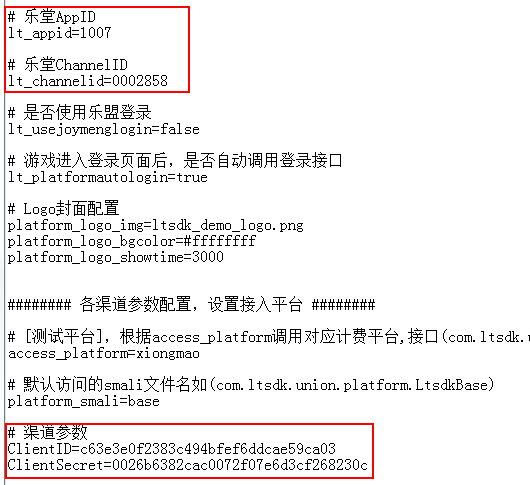 # 乐堂AppID
lt_appid=1007
# 乐堂ChannelID
lt_channelid=0002858
# 是否使用乐盟登录
lt_usejoymenglogin=false
# 游戏进入登录页面后，是否自动调用登录接口
lt_platformautologin=true
# Logo封面配置
platform_logo_img=ltsdk_demo_logo.png
platform_logo_bgcolor=#ffffffff
platform_logo_showtime=3000
######## 各渠道参数配置，设置接入平台 ########
# [测试平台]，根据access_platform调用对应计费平台,接口(com.ltsdk.u
access_platform=xiongmao
# 默认访问的smali文件名如(com.ltsdk.union.platform.LtsdkBase)
platform_smali=base
# 渠道参数
ClientID=c63e3e0f2383c494bfef6ddcae59ca03
ClientSecret=0026b6382cac0072f07e6d3cf268230c